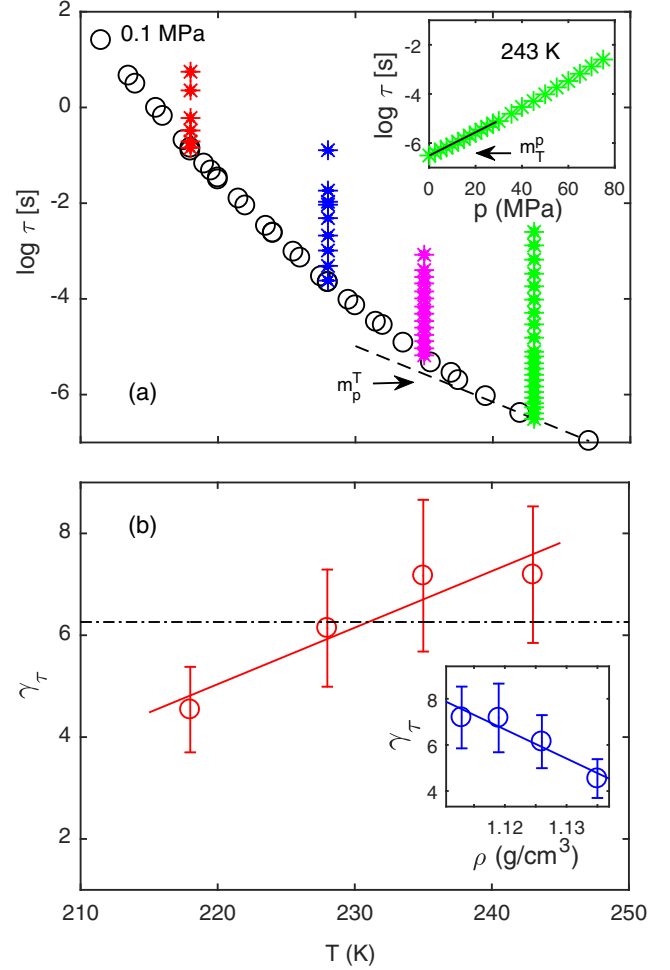 2
0
-2
-4
-6
log τ [s]
0.1 MPa
(a)
m_p^T
243 K
-2
-4
-6
log τ [s]
m_T^p
0 20 40 60 80
p (MPa)
(b)
8
6
4
2
γ_τ
8
6
4
γ_τ
1.12 1.13
ρ (g/cm³)
210 220 230 240 250
T (K)